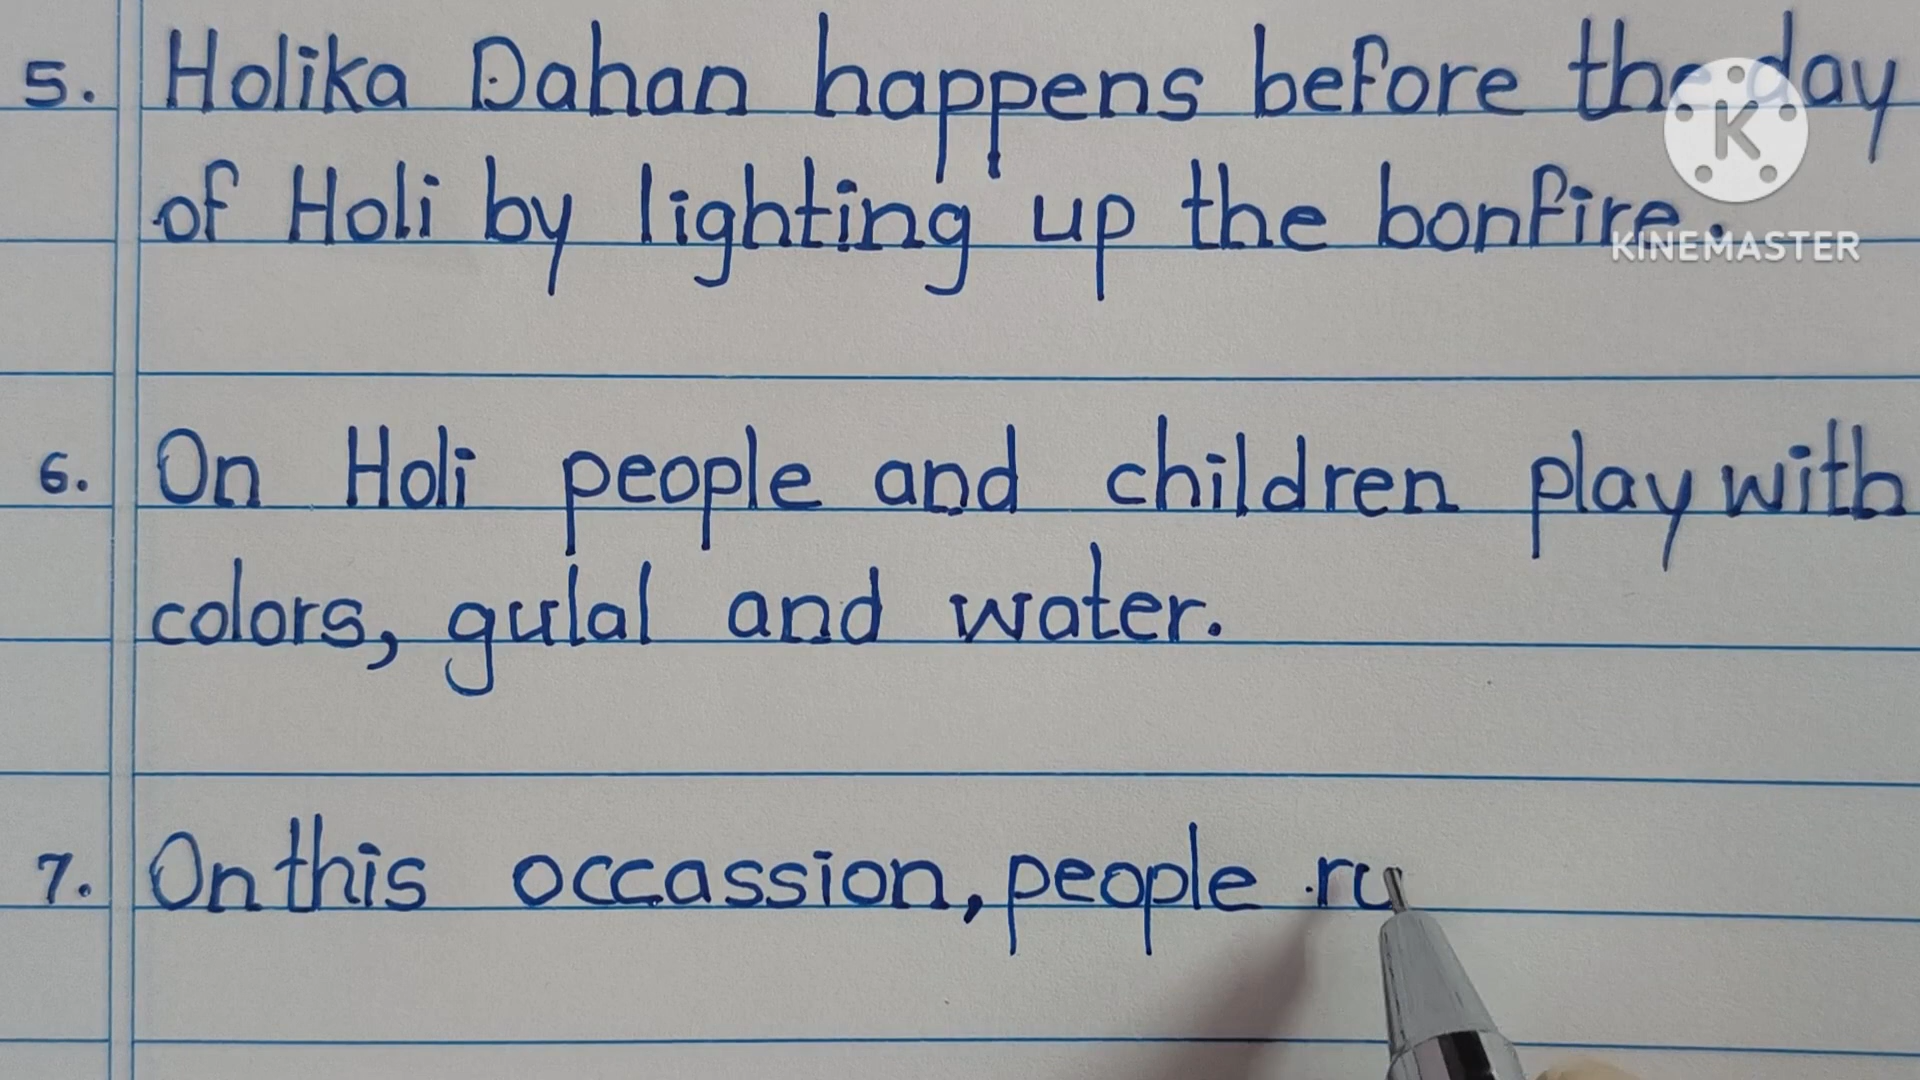 5. Holika Dahan happens before the day
of Holi by lighting up the bonfire.
K
KINEMASTER
6. On Holi people and children play with
colors, gulal and water.
7. On this occassion, people ru